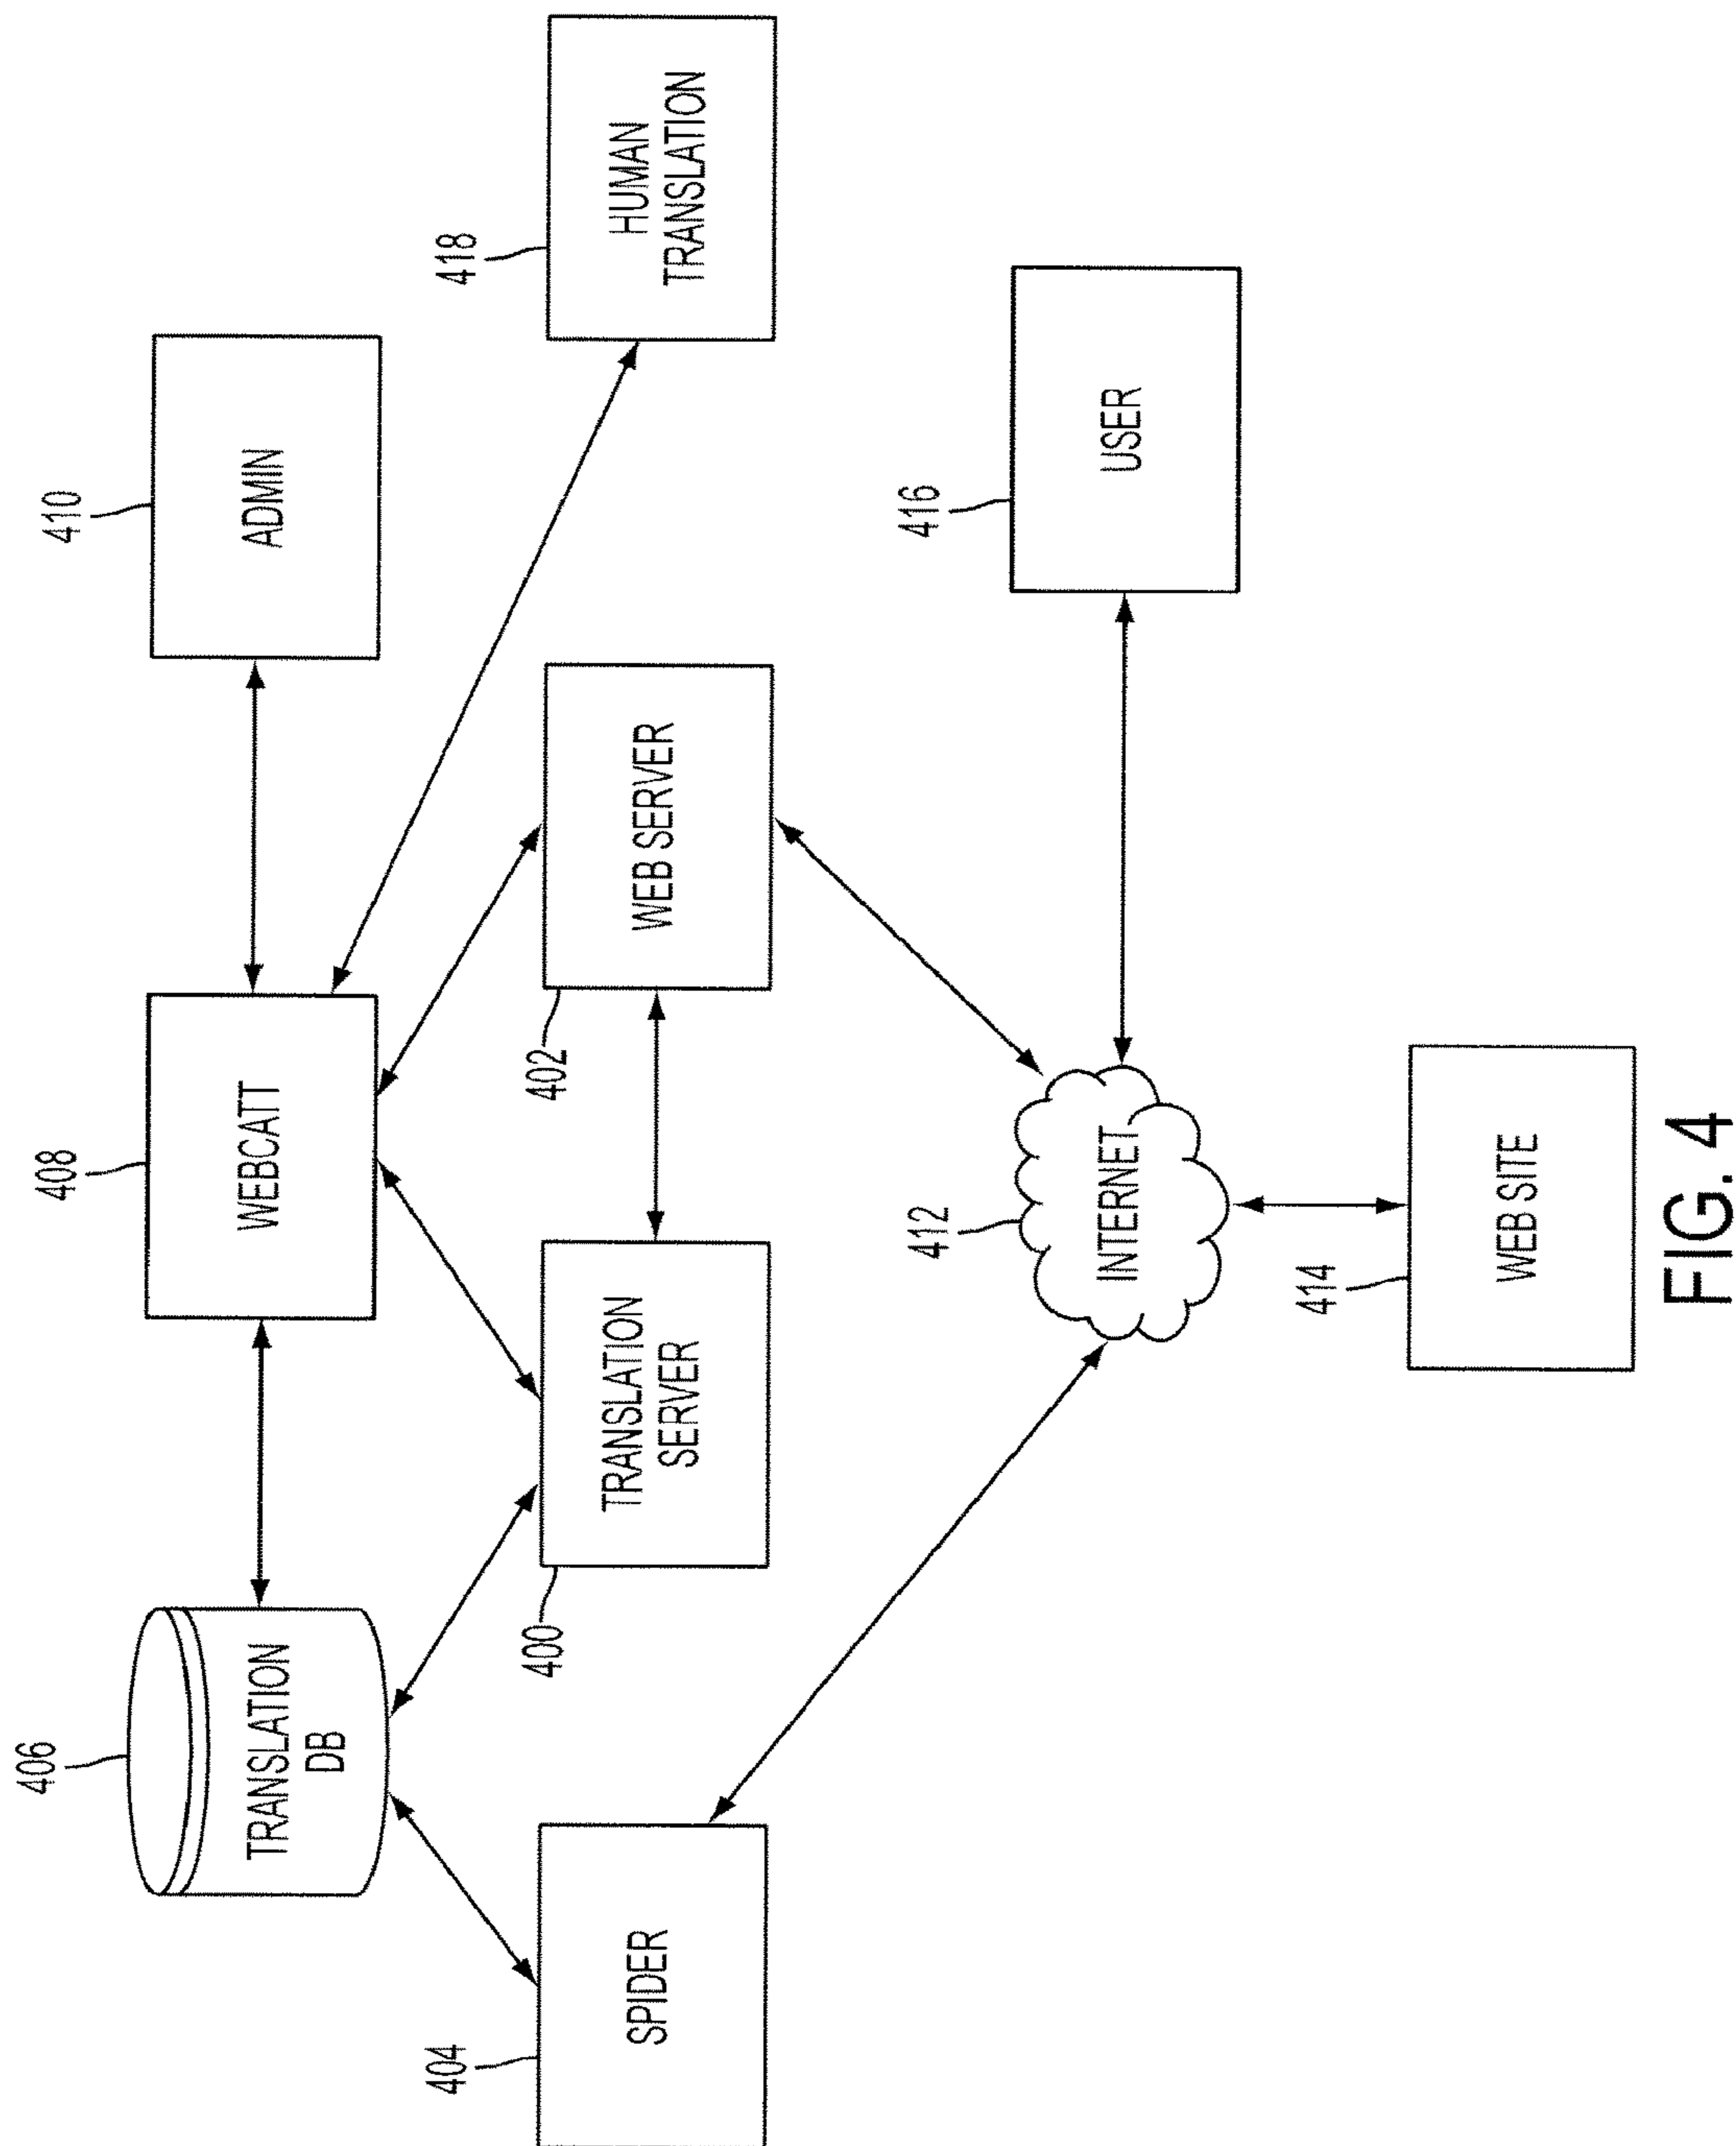 406
TRANSLATION
DB
408
WEBCATT
410
ADMIN
404
SPIDER
400
TRANSLATION
SERVER
402
WEB SERVER
418
HUMAN
TRANSLATION
412
INTERNET
416
USER
414
WEB SITE
FIG. 4